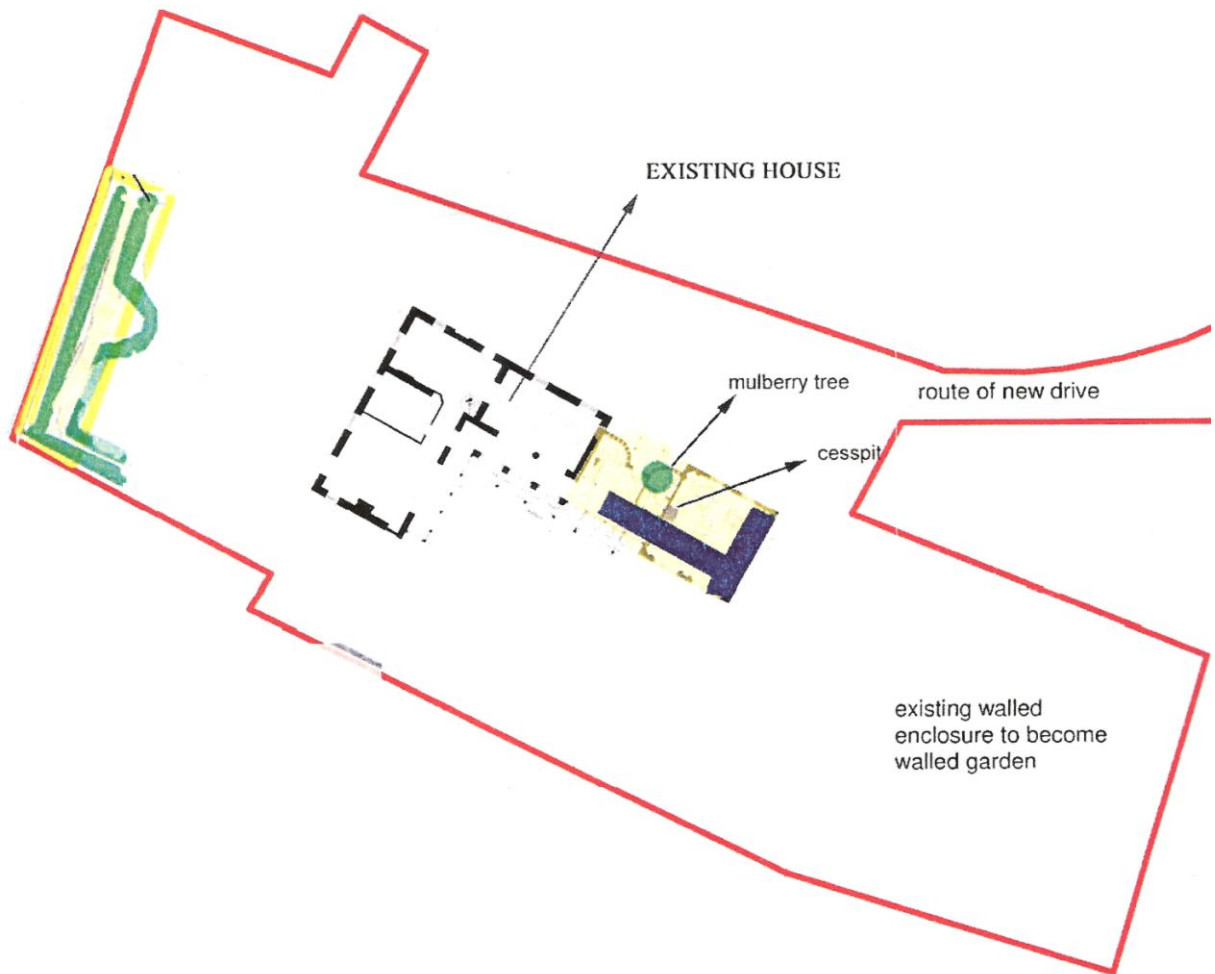 EXISTING HOUSE
mulberry tree
route of new drive
cesspit
existing walled
enclosure to become
walled garden